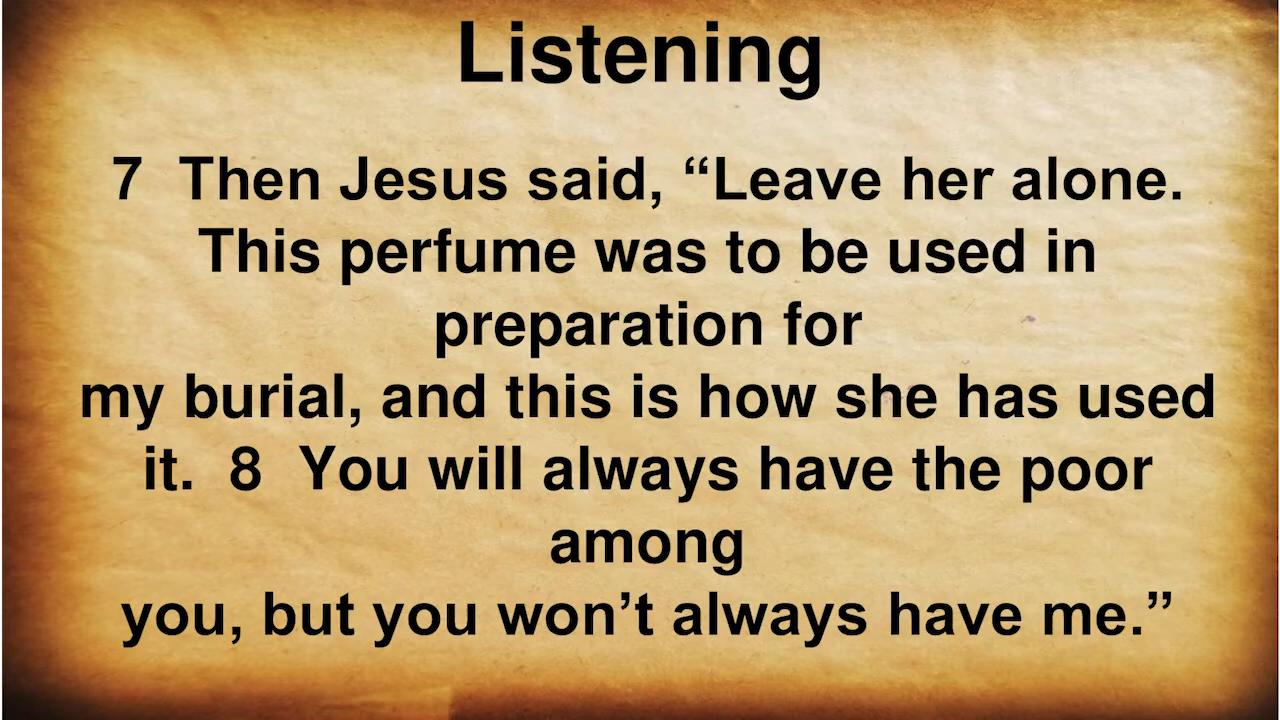 Listening
7  Then Jesus said, “Leave her alone.
This perfume was to be used in
preparation for
my burial, and this is how she has used
it.  8  You will always have the poor
among
you, but you won’t always have me.”